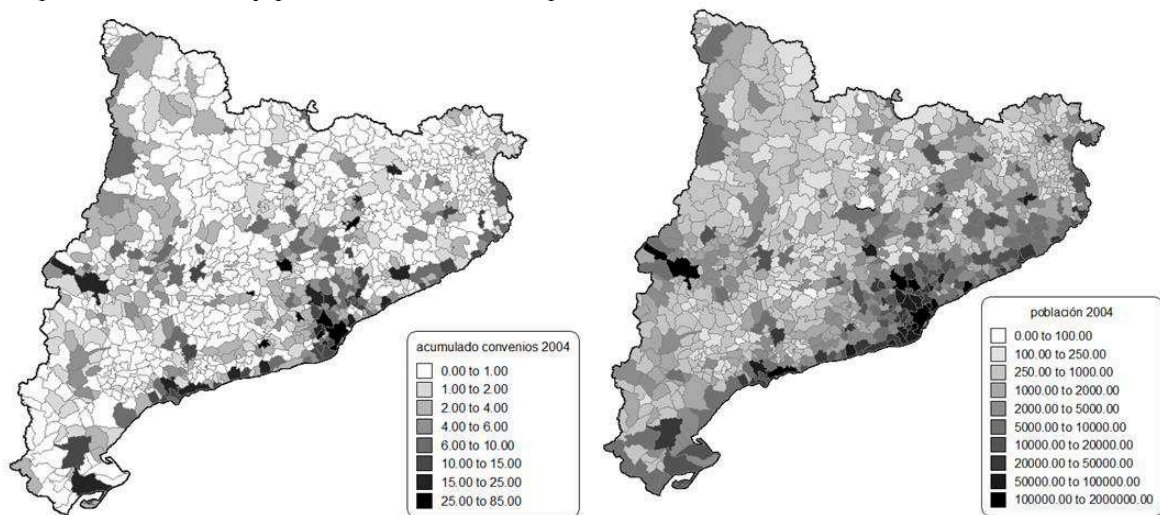 acumulado convenios 2004
0.00 to 1.00
1.00 to 2.00
2.00 to 4.00
4.00 to 6.00
6.00 to 10.00
10.00 to 15.00
15.00 to 25.00
25.00 to 85.00
población 2004
0.00 to 100.00
100.00 to 250.00
250.00 to 1000.00
1000.00 to 2000.00
2000.00 to 5000.00
5000.00 to 10000.00
10000.00 to 20000.00
20000.00 to 50000.00
50000.00 to 100000.00
100000.00 to 2000000.00